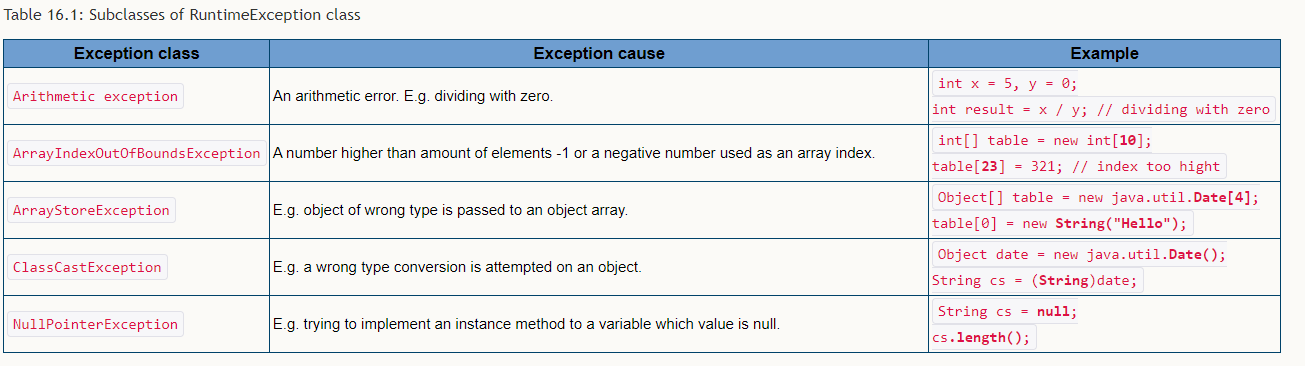 Table 16.1: Subclasses of RuntimeException class
Exception class Exception cause Example
Arithmetic exception An arithmetic error. E.g. dividing with zero. int x = 5, y = 0;
int result = x / y; // dividing with zero
ArrayIndexOutOfBoundsException A number higher than amount of elements -1 or a negative number used as an array index. int[] table = new int[10];
table[23] = 321; // index too hight
ArrayStoreException E.g. object of wrong type is passed to an object array. Object[] table = new java.util.Date[4];
table[0] = new String("Hello");
ClassCastException E.g. a wrong type conversion is attempted on an object. Object date = new java.util.Date();
String cs = (String)date;
NullPointerException E.g. trying to implement an instance method to a variable which value is null. String cs = null;
cs.length();